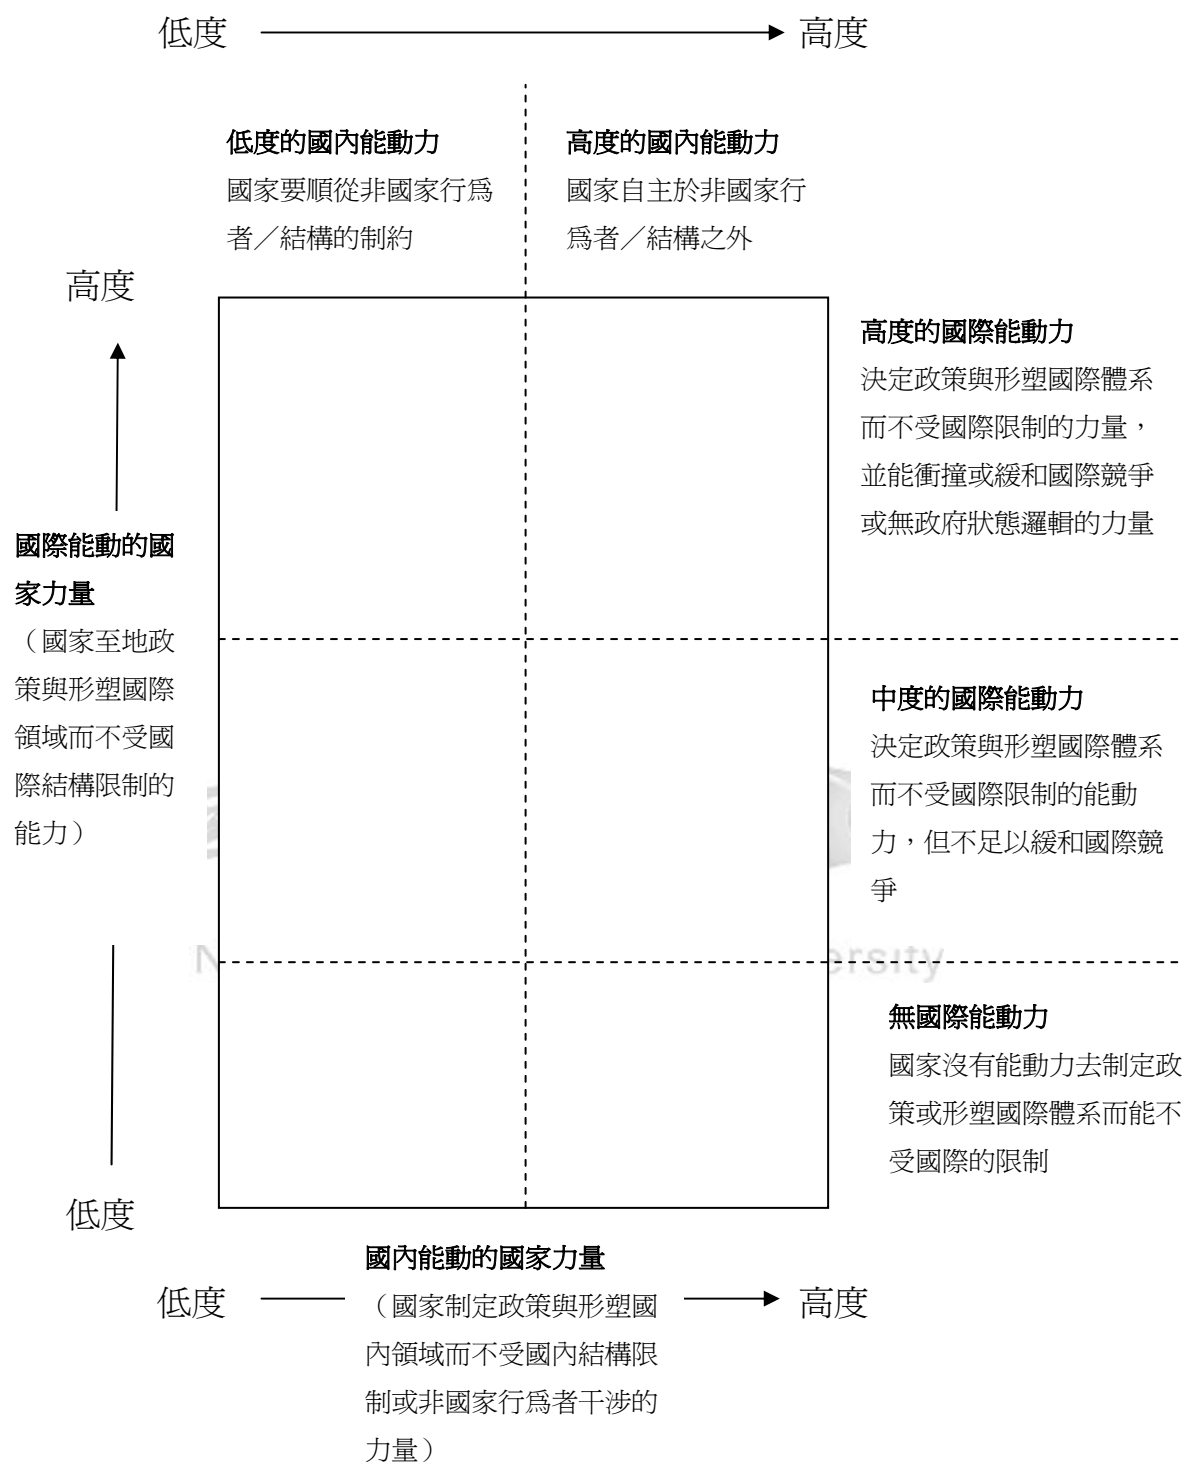 低度 高度
低度的國內能動力
國家要順從非國家行為
者／結構的制約
高度的國內能動力
國家自主於非國家行
為者／結構之外
高度
國際能動的國
家力量
（國家至地政
策與形塑國際
領域而不受國
際結構限制的
能力）
低度
高度的國際能動力
決定政策與形塑國際體系
而不受國際限制的力量，
並能衝撞或緩和國際競爭
或無政府狀態邏輯的力量
中度的國際能動力
決定政策與形塑國際體系
而不受國際限制的能動
力，但不足以緩和國際競
爭
無國際能動力
國家沒有能動力去制定政
策或形塑國際體系而能不
受國際的限制
國內能動的國家力量
低度 高度
（國家制定政策與形塑國
內領域而不受國內結構限
制或非國家行為者干涉的
力量）